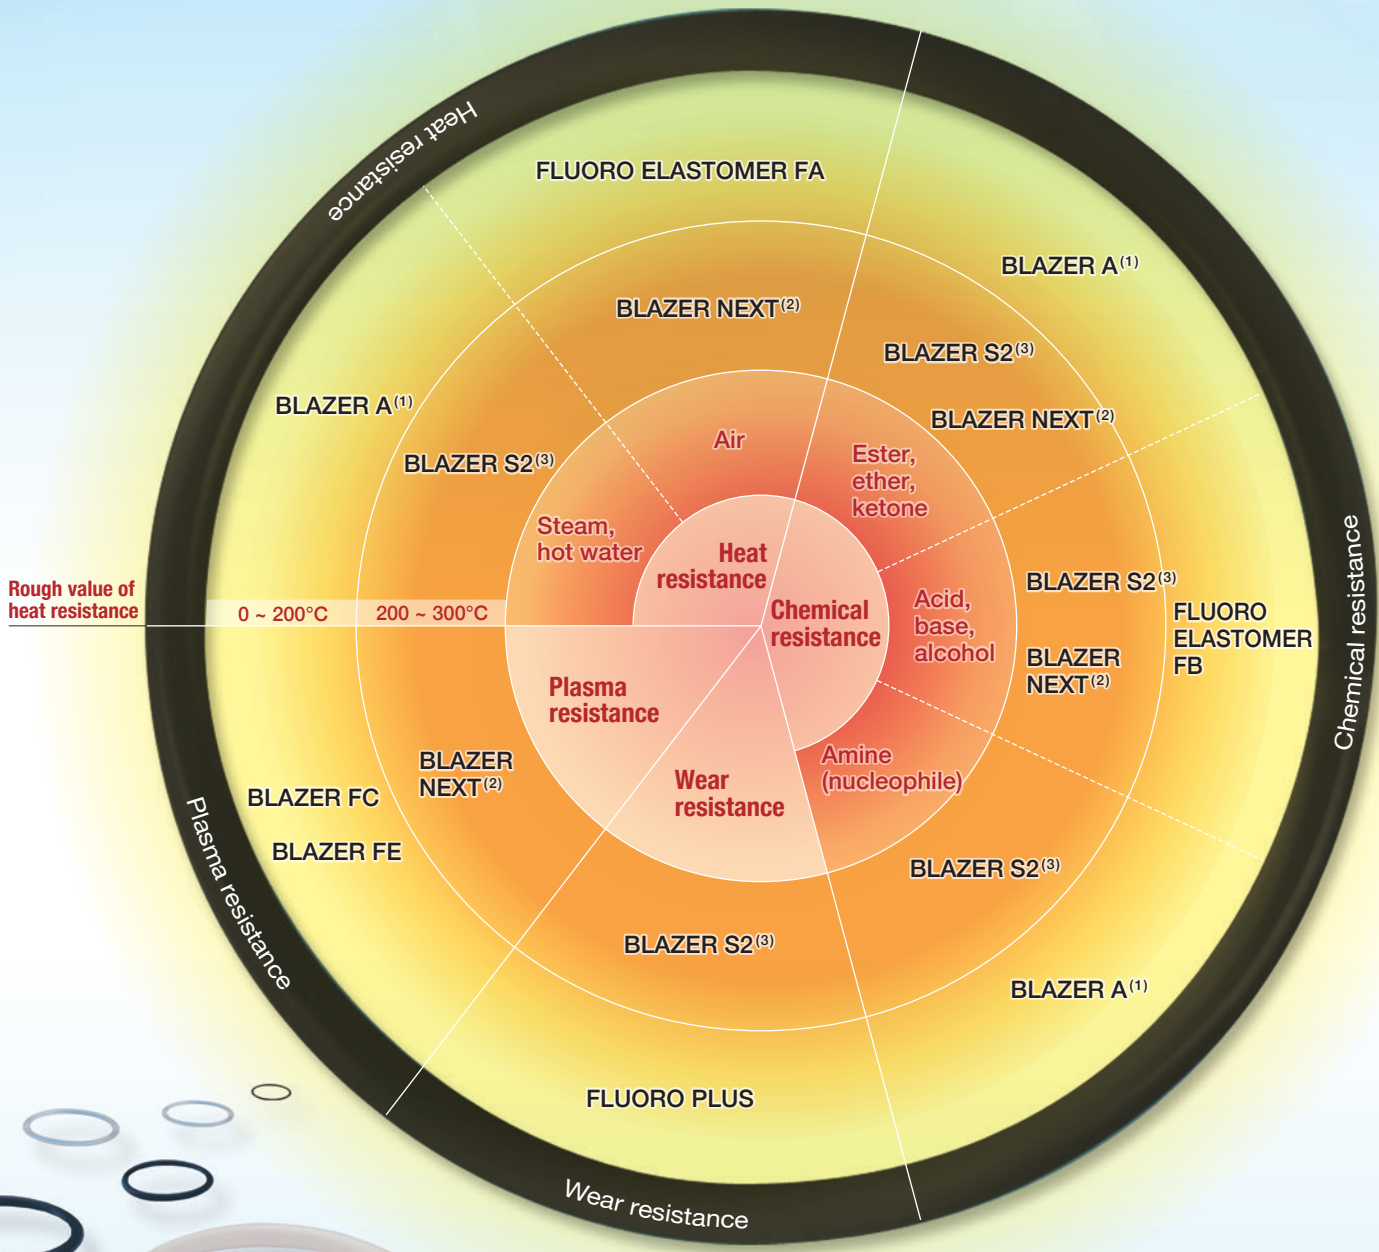 Heat resistance
FLUORO ELASTOMER FA
BLAZER A(1)
BLAZER NEXT(2)
BLAZER S2(3)
BLAZER A(1)
BLAZER NEXT(2)
Air
Ester,
ether,
ketone
BLAZER S2(3)
Steam,
hot water
Heat
resistance
Chemical resistance
Rough value of
heat resistance
0 ~ 200°C
200 ~ 300°C
Chemical
resistance
Acid,
base,
alcohol
BLAZER S2(3)
FLUORO
ELASTOMER
FB
BLAZER
NEXT(2)
Plasma
resistance
Amine
(nucleophile)
Wear
resistance
BLAZER
NEXT(2)
BLAZER FC
BLAZER FE
Plasma resistance
BLAZER S2(3)
BLAZER S2(3)
BLAZER A(1)
FLUORO PLUS
Wear resistance